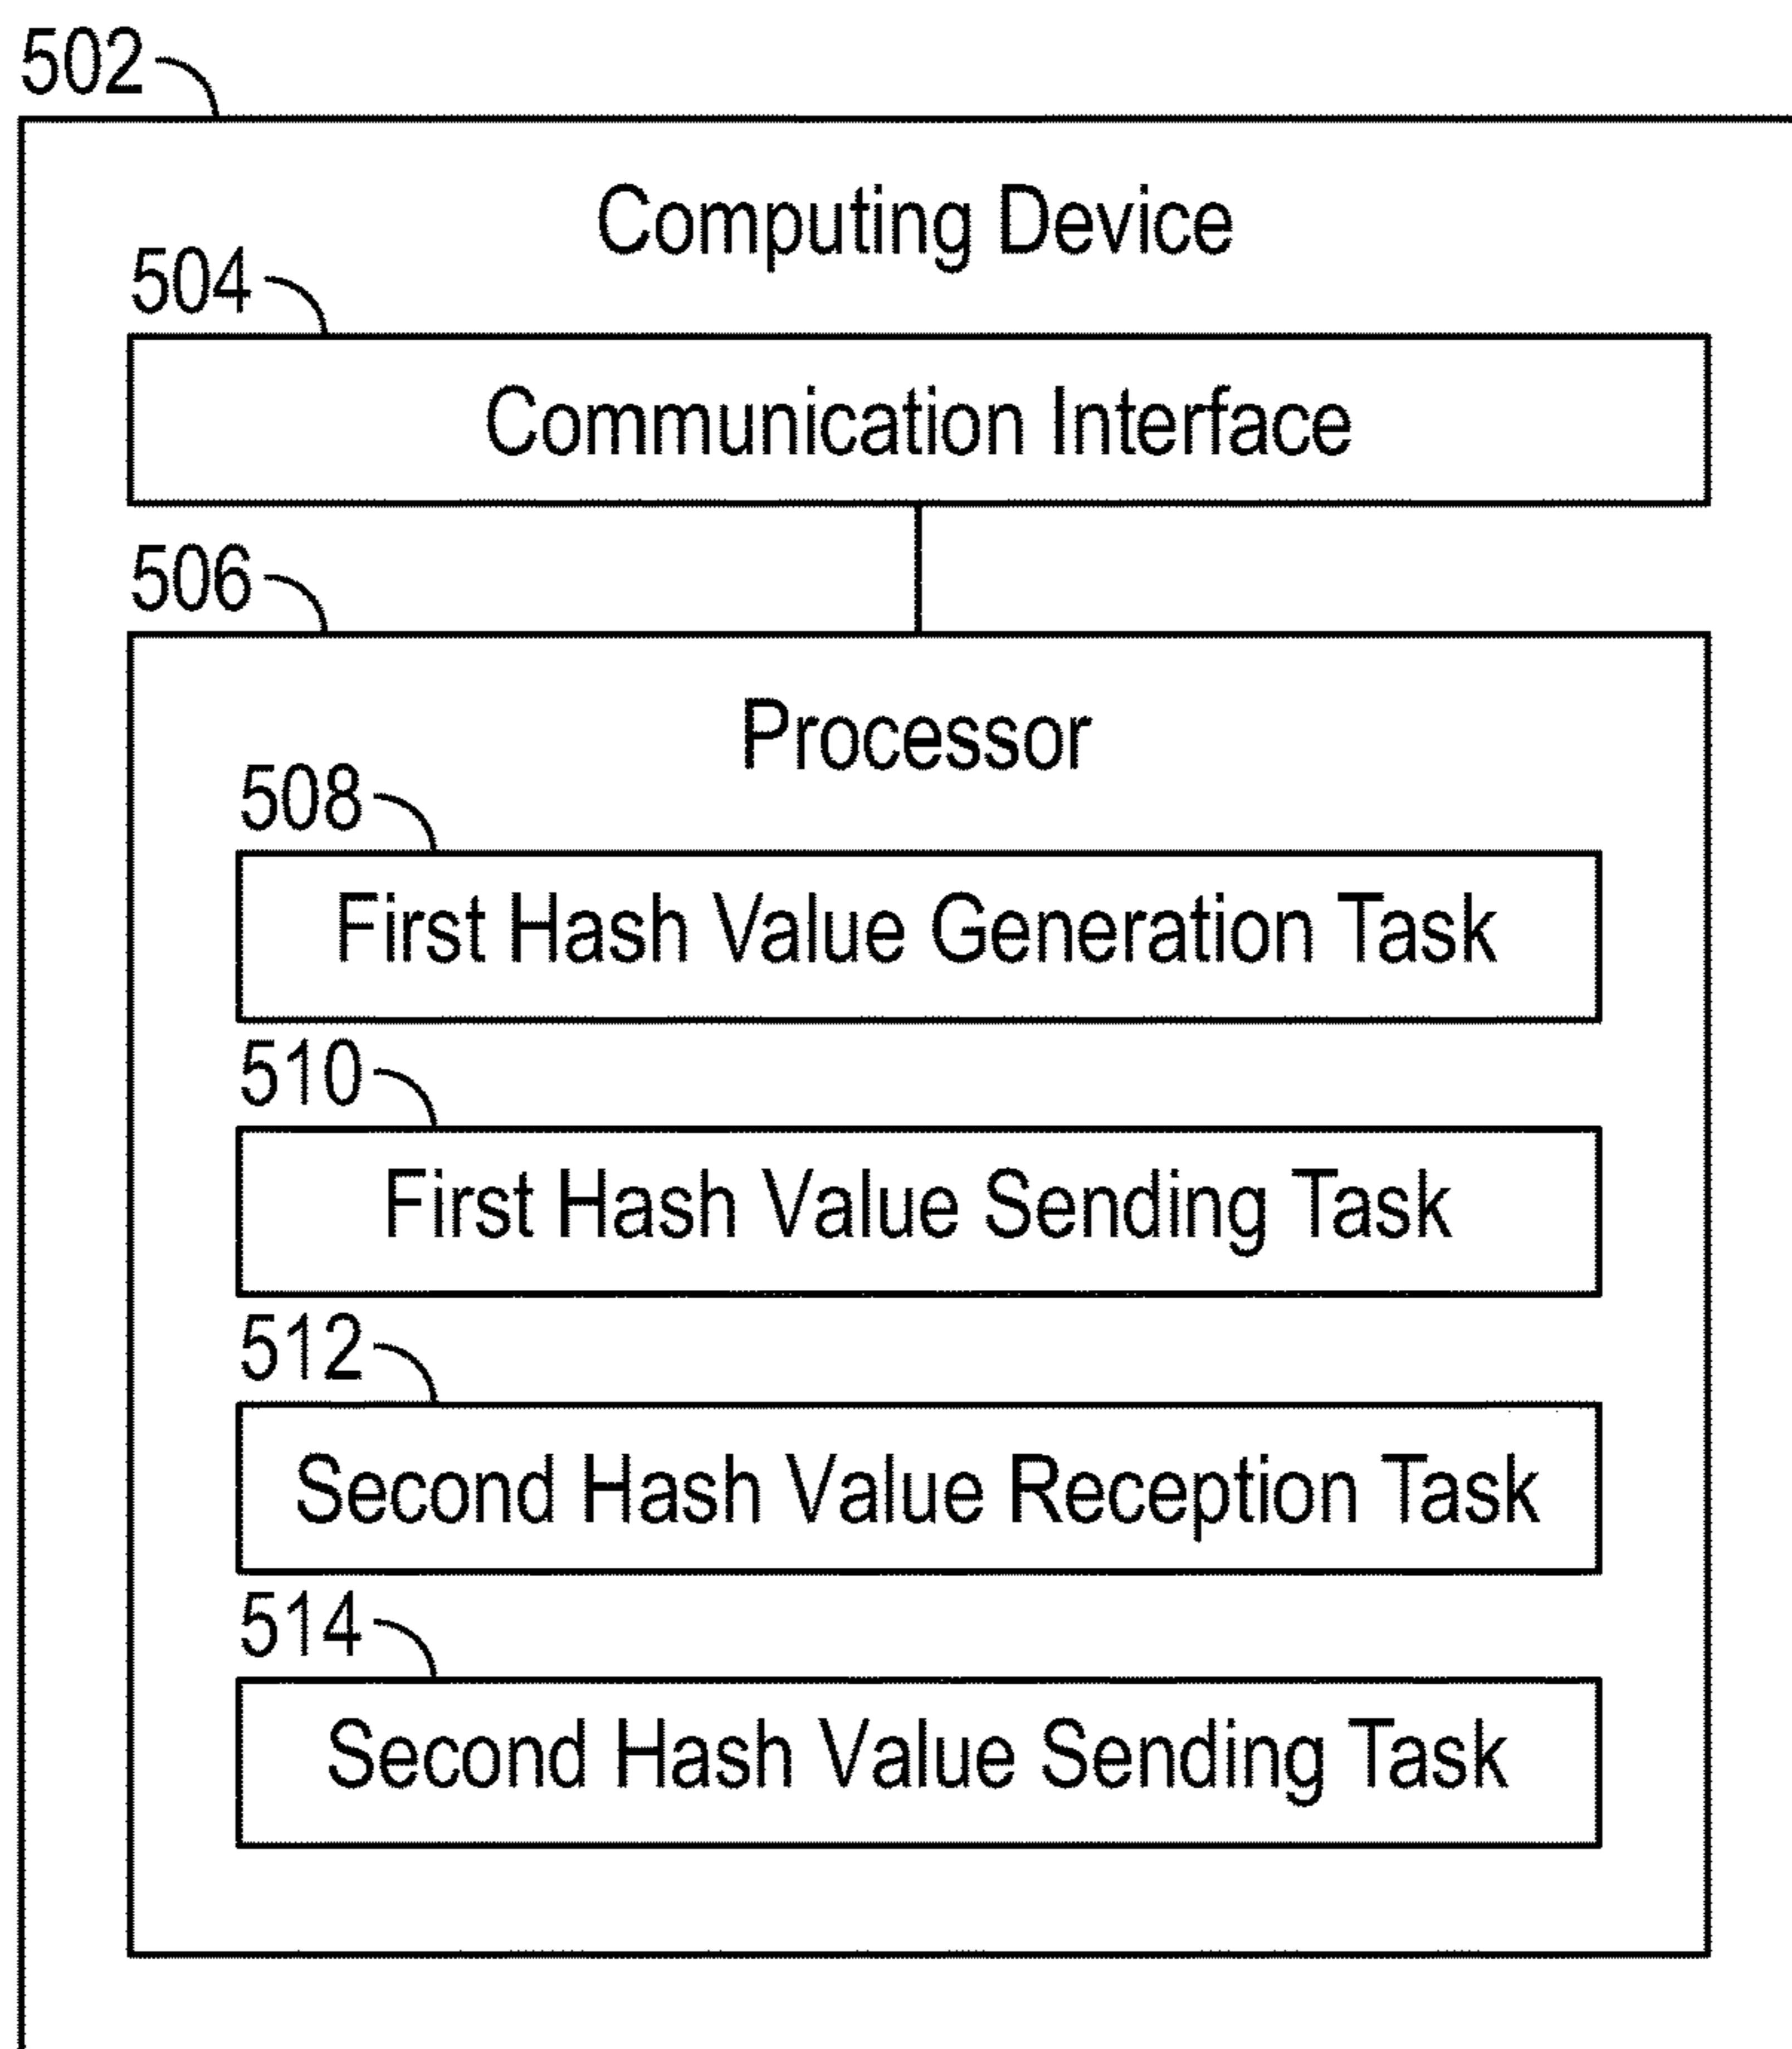 502
Computing Device
504
Communication Interface
506
Processor
508
First Hash Value Generation Task
510
First Hash Value Sending Task
512
Second Hash Value Reception Task
514
Second Hash Value Sending Task